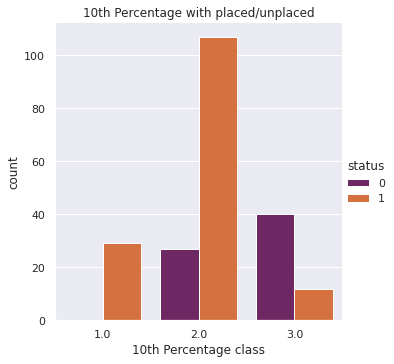 10th Percentage with placed/unplaced
100
80
60
40
20
0
count
1.0 2.0 3.0
10th Percentage class
status
0
1